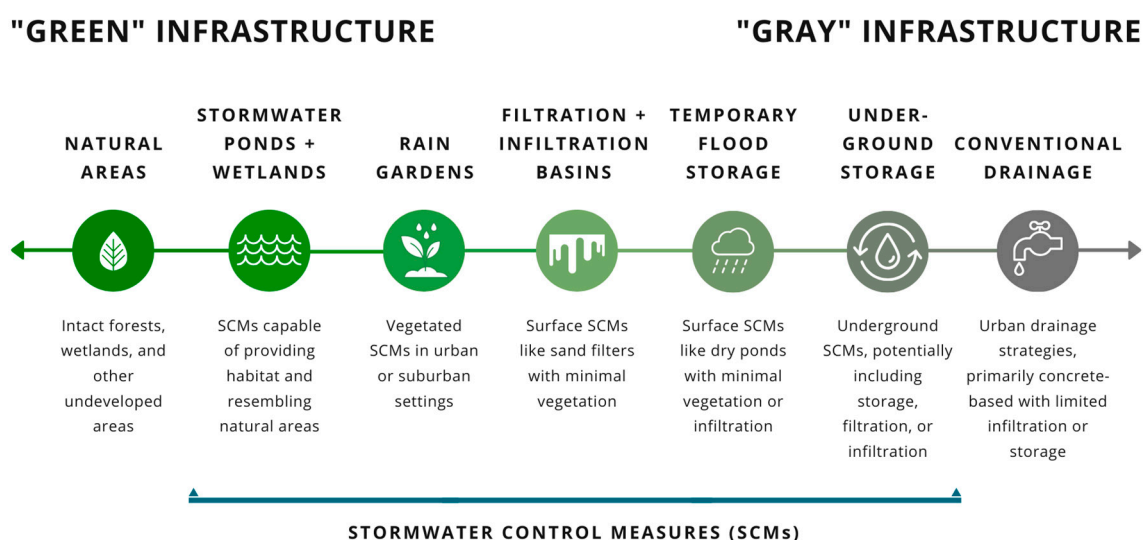 "GREEN" INFRASTRUCTURE
"GRAY" INFRASTRUCTURE
NATURAL
AREAS
STORMWATER
PONDS +
WETLANDS
RAIN
GARDENS
FILTRATION +
INFILTRATION
BASINS
TEMPORARY
FLOOD
STORAGE
UNDER-
GROUND
STORAGE
CONVENTIONAL
DRAINAGE
Intact forests,
wetlands, and
other
undeveloped
areas
SCMs capable
of providing
habitat and
resembling
natural areas
Vegetated
SCMs in urban
or suburban
settings
Surface SCMs
like sand filters
with minimal
vegetation
Surface SCMs
like dry ponds
with minimal
vegetation or
infiltration
Underground
SCMs, potentially
including
storage,
filtration, or
infiltration
Urban drainage
strategies,
primarily concrete-
based with limited
infiltration or
storage
STORMWATER CONTROL MEASURES (SCMs)